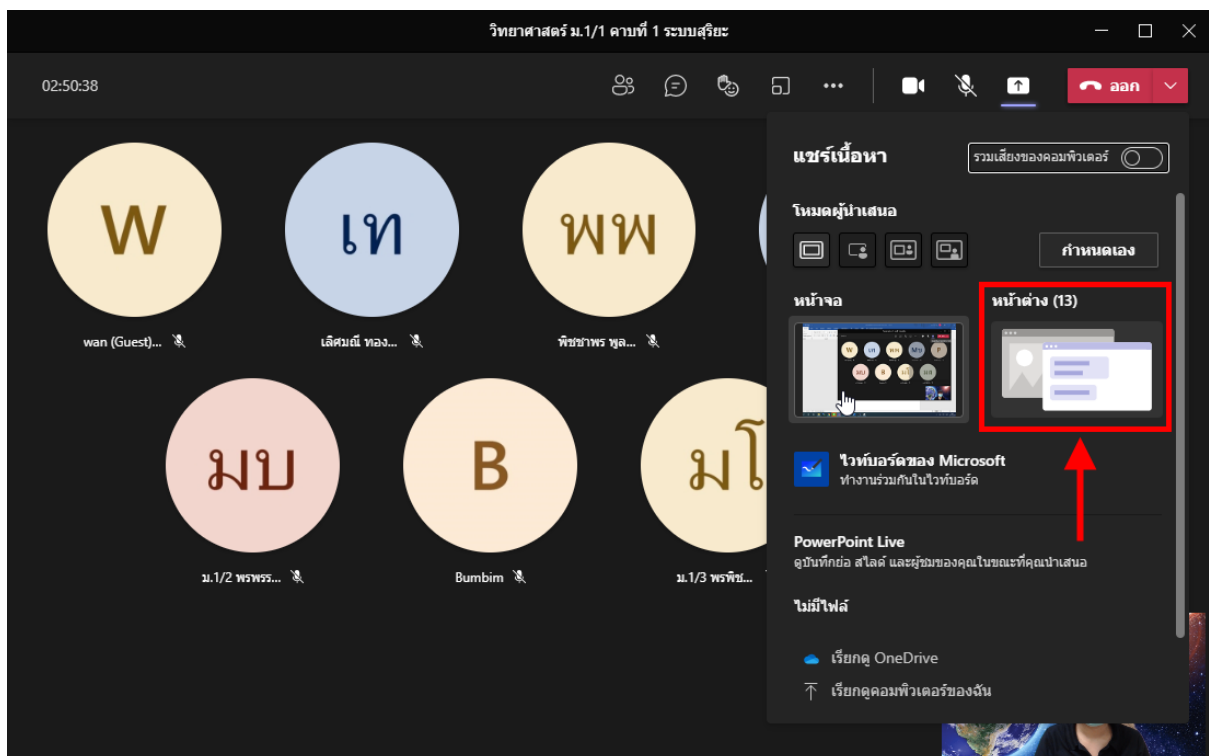 วิทยาศาสตร์ ม.1/1 คาบที่ 1 ระบบสุริยะ
02:50:38
ออก
W
เท
พพ
wan (Guest)...
เลิศมณี ทอง...
พิชชาพร พูล...
มบ
B
มโ
ม.1/2 พรพรร...
Bumbim
ม.1/3 พรพิช...
แชร์เนื้อหา
รวมเสียงของคอมพิวเตอร์
โหมดผู้นำเสนอ
กำหนดเอง
หน้าจอ
หน้าต่าง (13)
ไวท์บอร์ดของ Microsoft
ทำงานร่วมกันในไวท์บอร์ด
PowerPoint Live
ดูบันทึกย่อ สไลด์ และผู้ชมของคุณในขณะที่คุณนำเสนอ
ไม่มีไฟล์
เรียกดู OneDrive
เรียกดูคอมพิวเตอร์ของฉัน